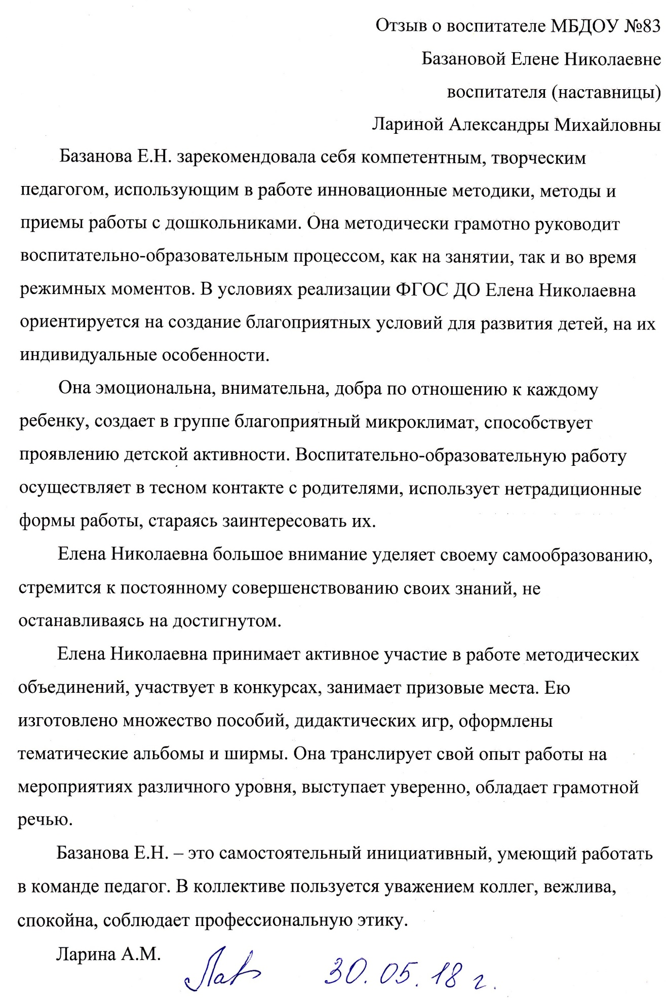 Отзыв о воспитателе МБДОУ №83
Базановой Елене Николаевне
воспитателя (наставницы)
Лариной Александры Михайловны
Базанова Е.Н. зарекомендовала себя компетентным, творческим
педагогом, использующим в работе инновационные методики, методы и
приемы работы с дошкольниками. Она методически грамотно руководит
воспитательно-образовательным процессом, как на занятии, так и во время
режимных моментов. В условиях реализации ФГОС ДО Елена Николаевна
ориентируется на создание благоприятных условий для развития детей, на их
индивидуальные особенности.
Она эмоциональна, внимательна, добра по отношению к каждому
ребенку, создает в группе благоприятный микроклимат, способствует
проявлению детской активности. Воспитательно-образовательную работу
осуществляет в тесном контакте с родителями, использует нетрадиционные
формы работы, стараясь заинтересовать их.
Елена Николаевна большое внимание уделяет своему самообразованию,
стремится к постоянному совершенствованию своих знаний, не
останавливаясь на достигнутом.
Елена Николаевна принимает активное участие в работе методических
объединений, участвует в конкурсах, занимает призовые места. Ею
изготовлено множество пособий, дидактических игр, оформлены
тематические альбомы и ширмы. Она транслирует свой опыт работы на
мероприятиях различного уровня, выступает уверенно, обладает грамотной
речью.
Базанова Е.Н. – это самостоятельный инициативный, умеющий работать
в команде педагог. В коллективе пользуется уважением коллег, вежлива,
спокойна, соблюдает профессиональную этику.
Ларина А.М.
30.05.18 г.